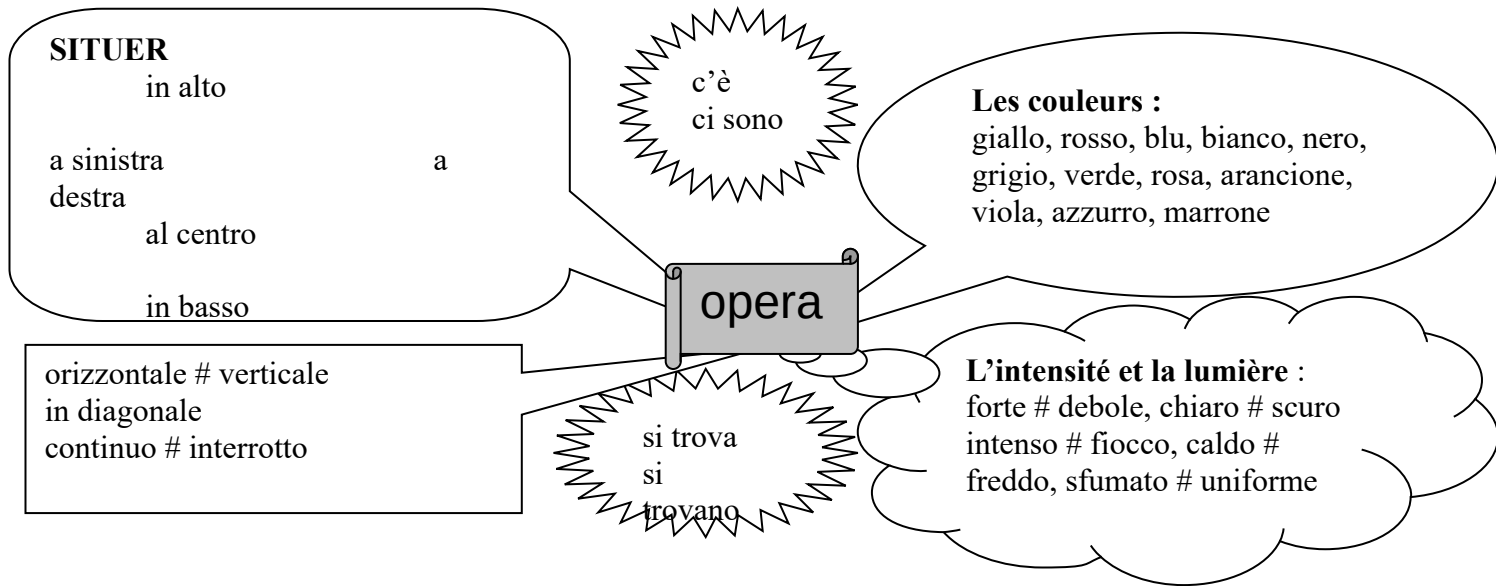 SITUER
in alto
a sinistra a
destra
al centro
in basso
c’è
ci sono
Les couleurs :
giallo, rosso, blu, bianco, nero,
grigio, verde, rosa, arancione,
viola, azzurro, marrone
opera
orizzontale # verticale
in diagonale
continuo # interrotto
si trova
si
trovano
L’intensité et la lumière :
forte # debole, chiaro # scuro
intenso # fiocco, caldo #
freddo, sfumato # uniforme